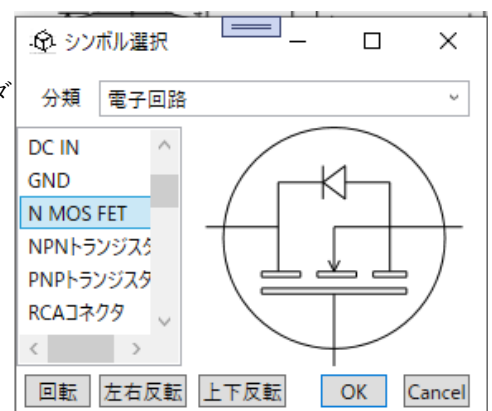 シンボル選択
ダ
分類 電子回路
DC IN
GND
N MOS FET
NPNトランジスタ
PNPトランジスタ
RCAコネクタ
回転 左右反転 上下反転 OK Cancel